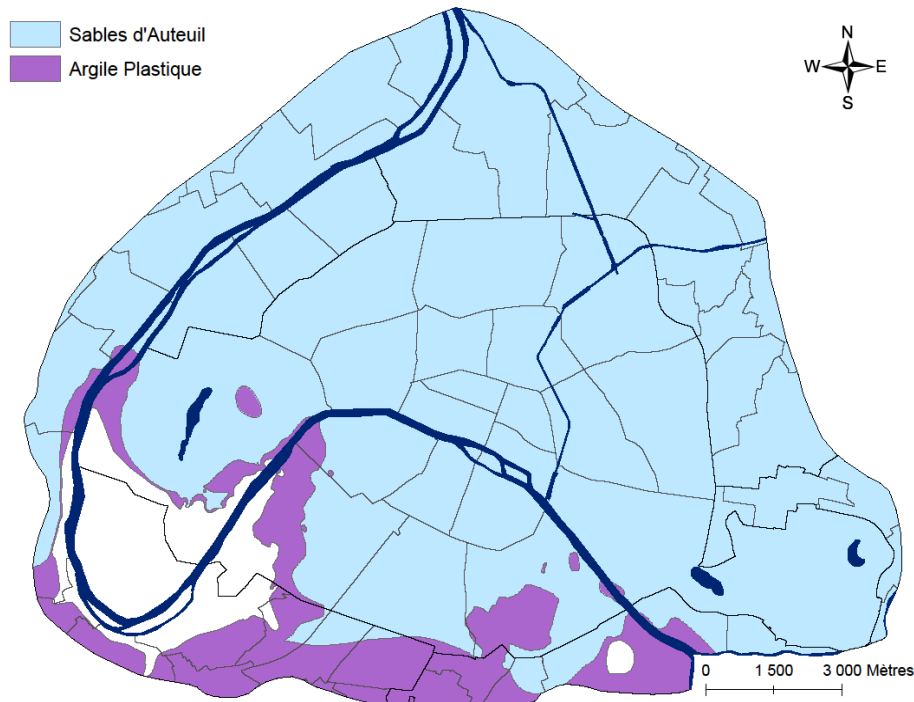 Sables d'Auteuil
Argile Plastique
N
W E
S
0 1 500 3 000 Mètres